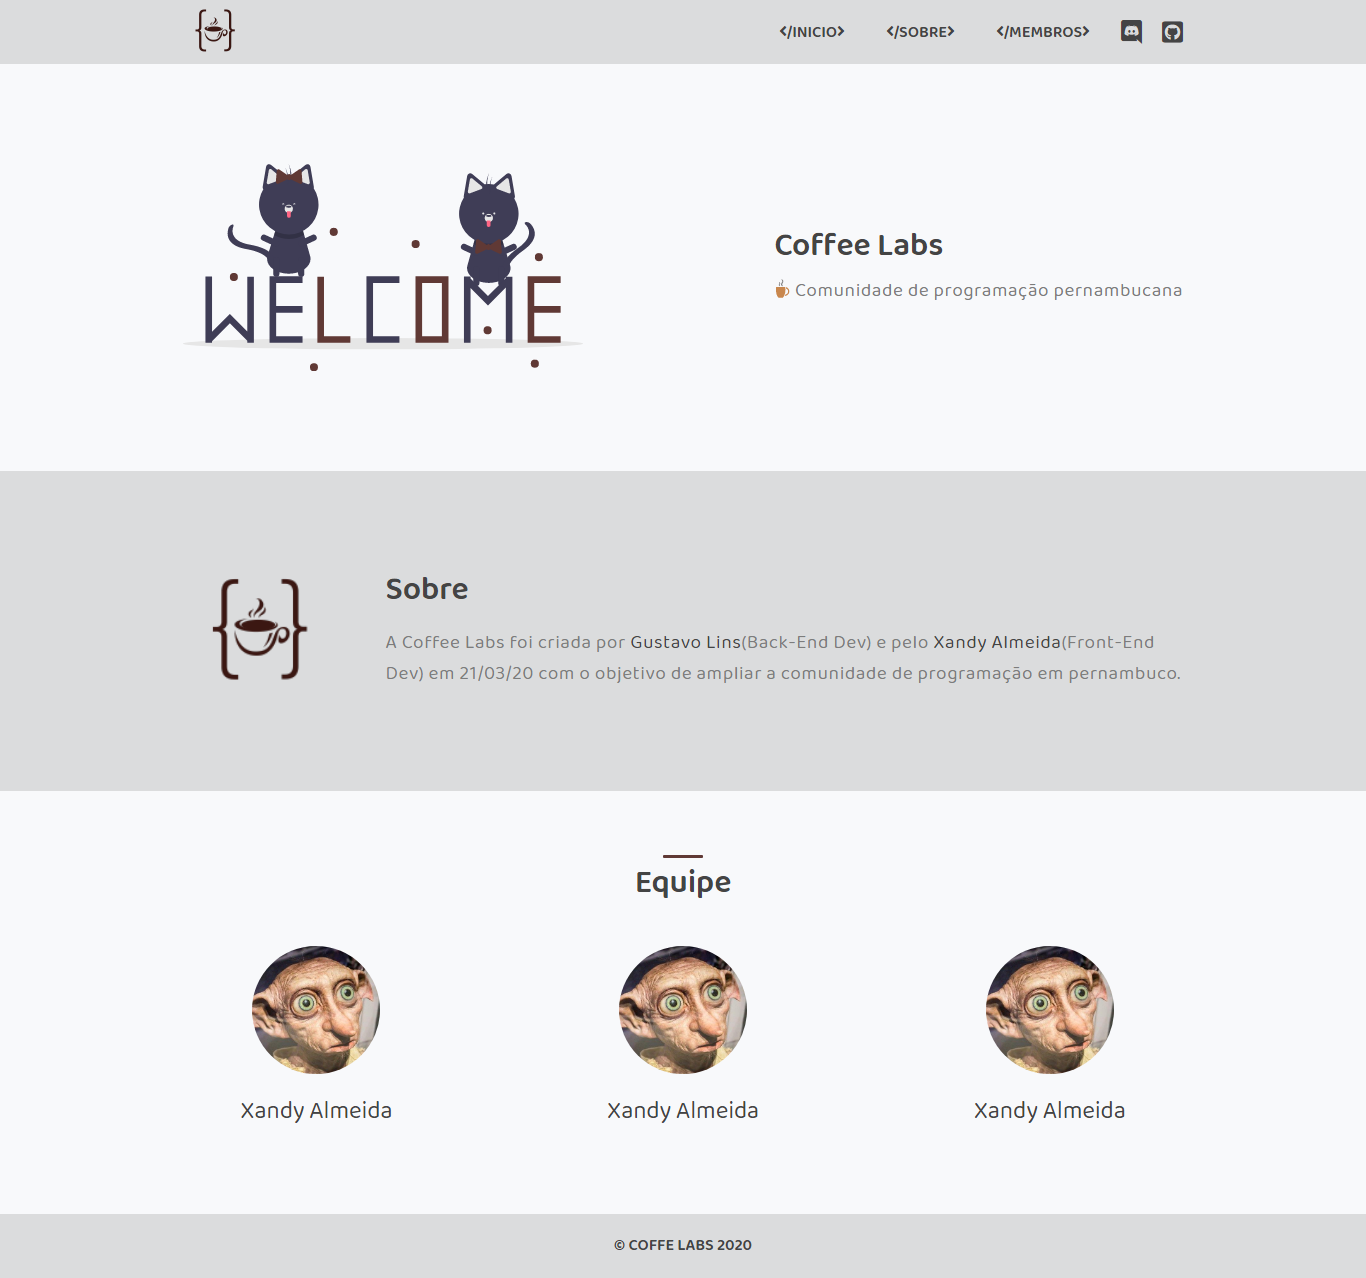 </INICIO> </SOBRE> </MEMBROS>
WELCOME
Coffee Labs
Comunidade de programação pernambucana
Sobre
A Coffee Labs foi criada por Gustavo Lins(Back-End Dev) e pelo Xandy Almeida(Front-End
Dev) em 21/03/20 com o objetivo de ampliar a comunidade de programação em pernambuco.
Equipe
Xandy Almeida Xandy Almeida Xandy Almeida
© COFFE LABS 2020